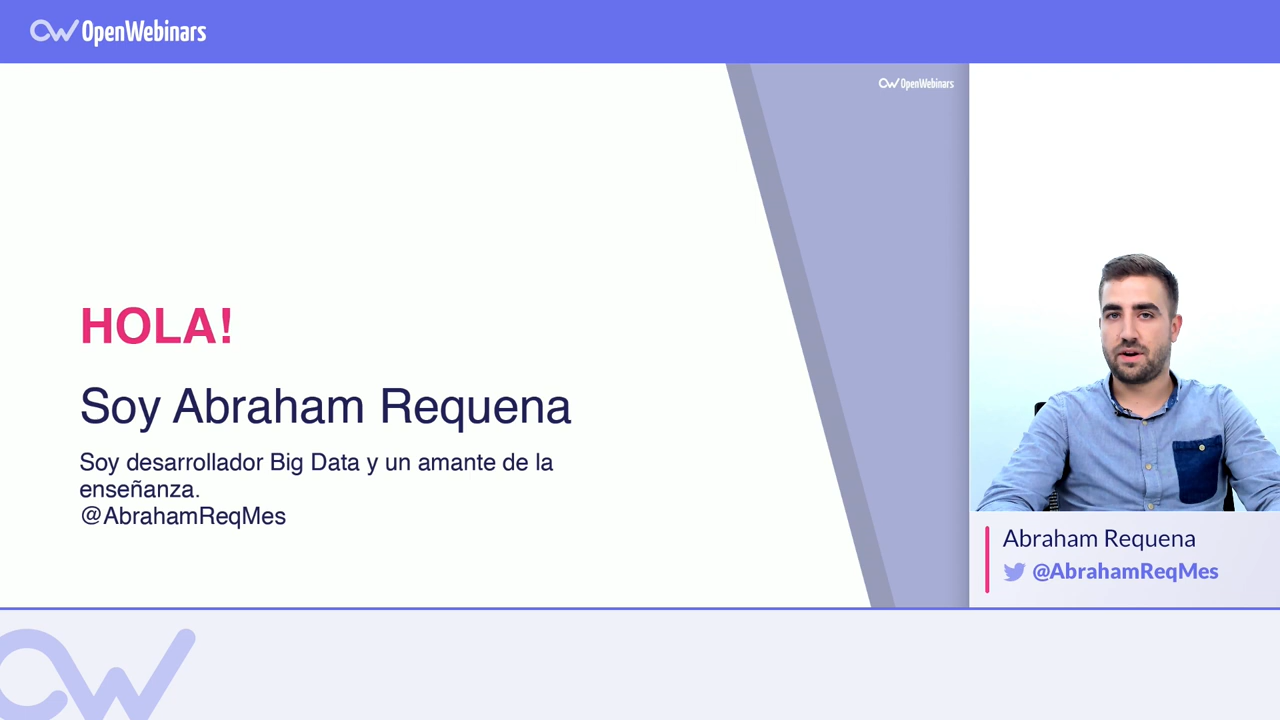 OpenWebinars
OpenWebinars
HOLA!
Soy Abraham Requena
Soy desarrollador Big Data y un amante de la
enseñanza.
@AbrahamReqMes
Abraham Requena
@AbrahamReqMes